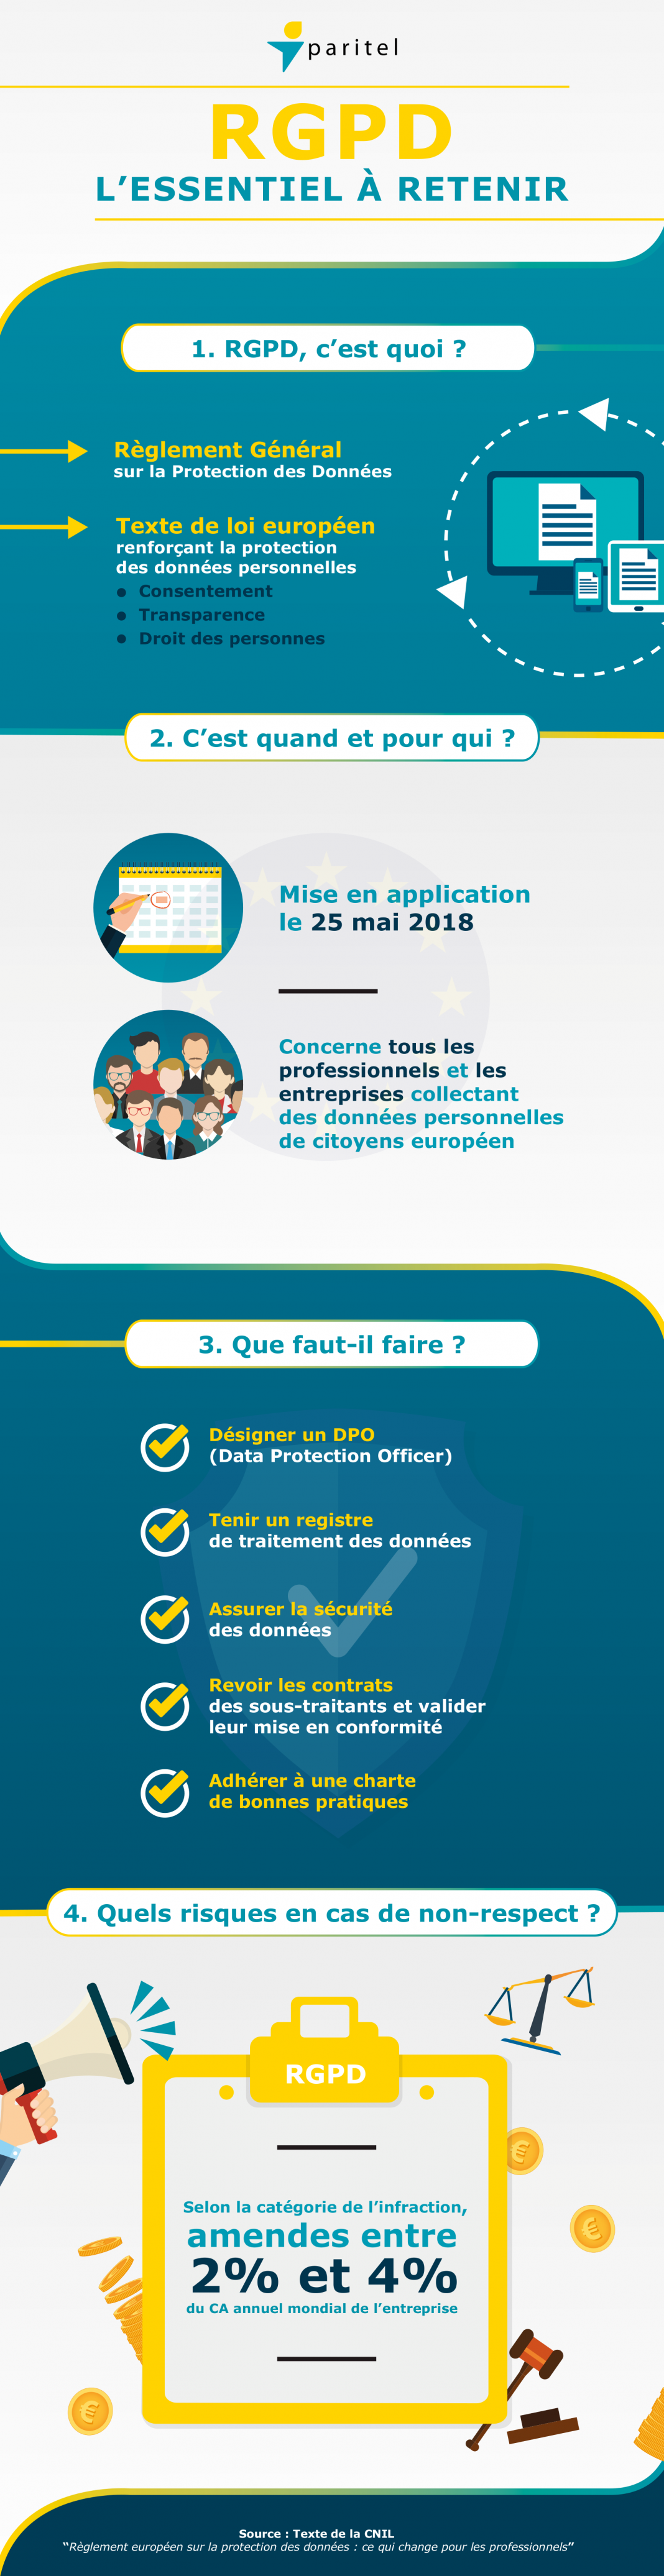 paritel
RGPD
L'ESSENTIEL À RETENIR
1. RGPD, c'est quoi ?
Règlement Général
sur la Protection des Données
Texte de loi européen
renforçant la protection
des données personnelles
● Consentement
● Transparence
● Droit des personnes
2. C'est quand et pour qui ?
Mise en application
le 25 mai 2018
Concerne tous les
professionnels et les
entreprises collectant
des données personnelles
de citoyens européen
3. Que faut-il faire ?
Désigner un DPO
(Data Protection Officer)
Tenir un registre
de traitement des données
Assurer la sécurité
des données
Revoir les contrats
des sous-traitants et valider
leur mise en conformité
Adhérer à une charte
de bonnes pratiques
4. Quels risques en cas de non-respect ?
RGPD
Selon la catégorie de l'infraction,
amendes entre
2% et 4%
du CA annuel mondial de l'entreprise
Source : Texte de la CNIL
"Règlement européen sur la protection des données : ce qui change pour les professionnels"